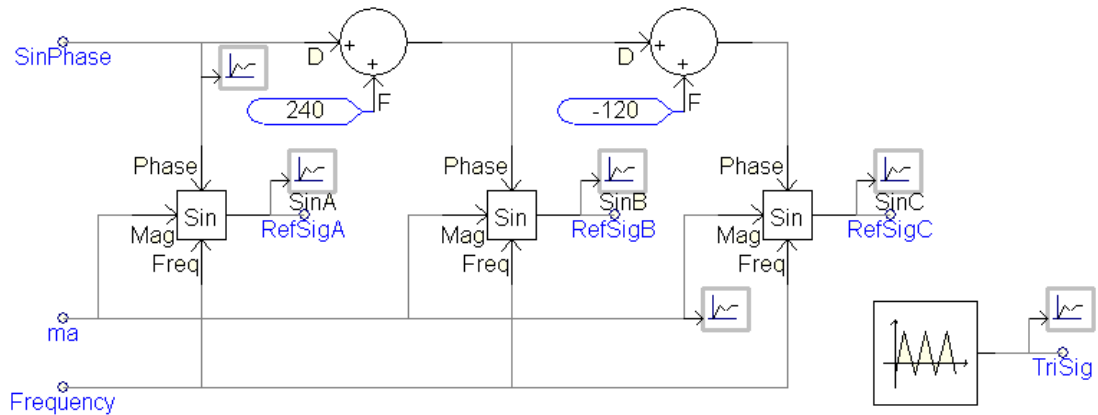 SinPhase
D + +
F
240
D + +
F
-120
Phase
Phase
Phase
Sin
Sin
Sin
SinA
SinB
SinC
RefSigA
RefSigB
RefSigC
Mag
Mag
Mag
Freq
Freq
Freq
ma
TriSig
Frequency